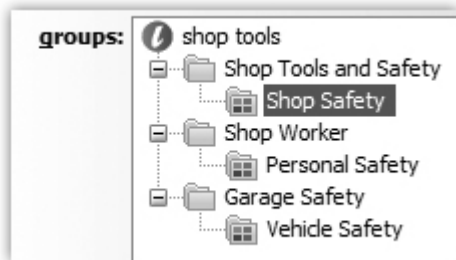 groups: shop tools
Shop Tools and Safety
Shop Safety
Shop Worker
Personal Safety
Garage Safety
Vehicle Safety